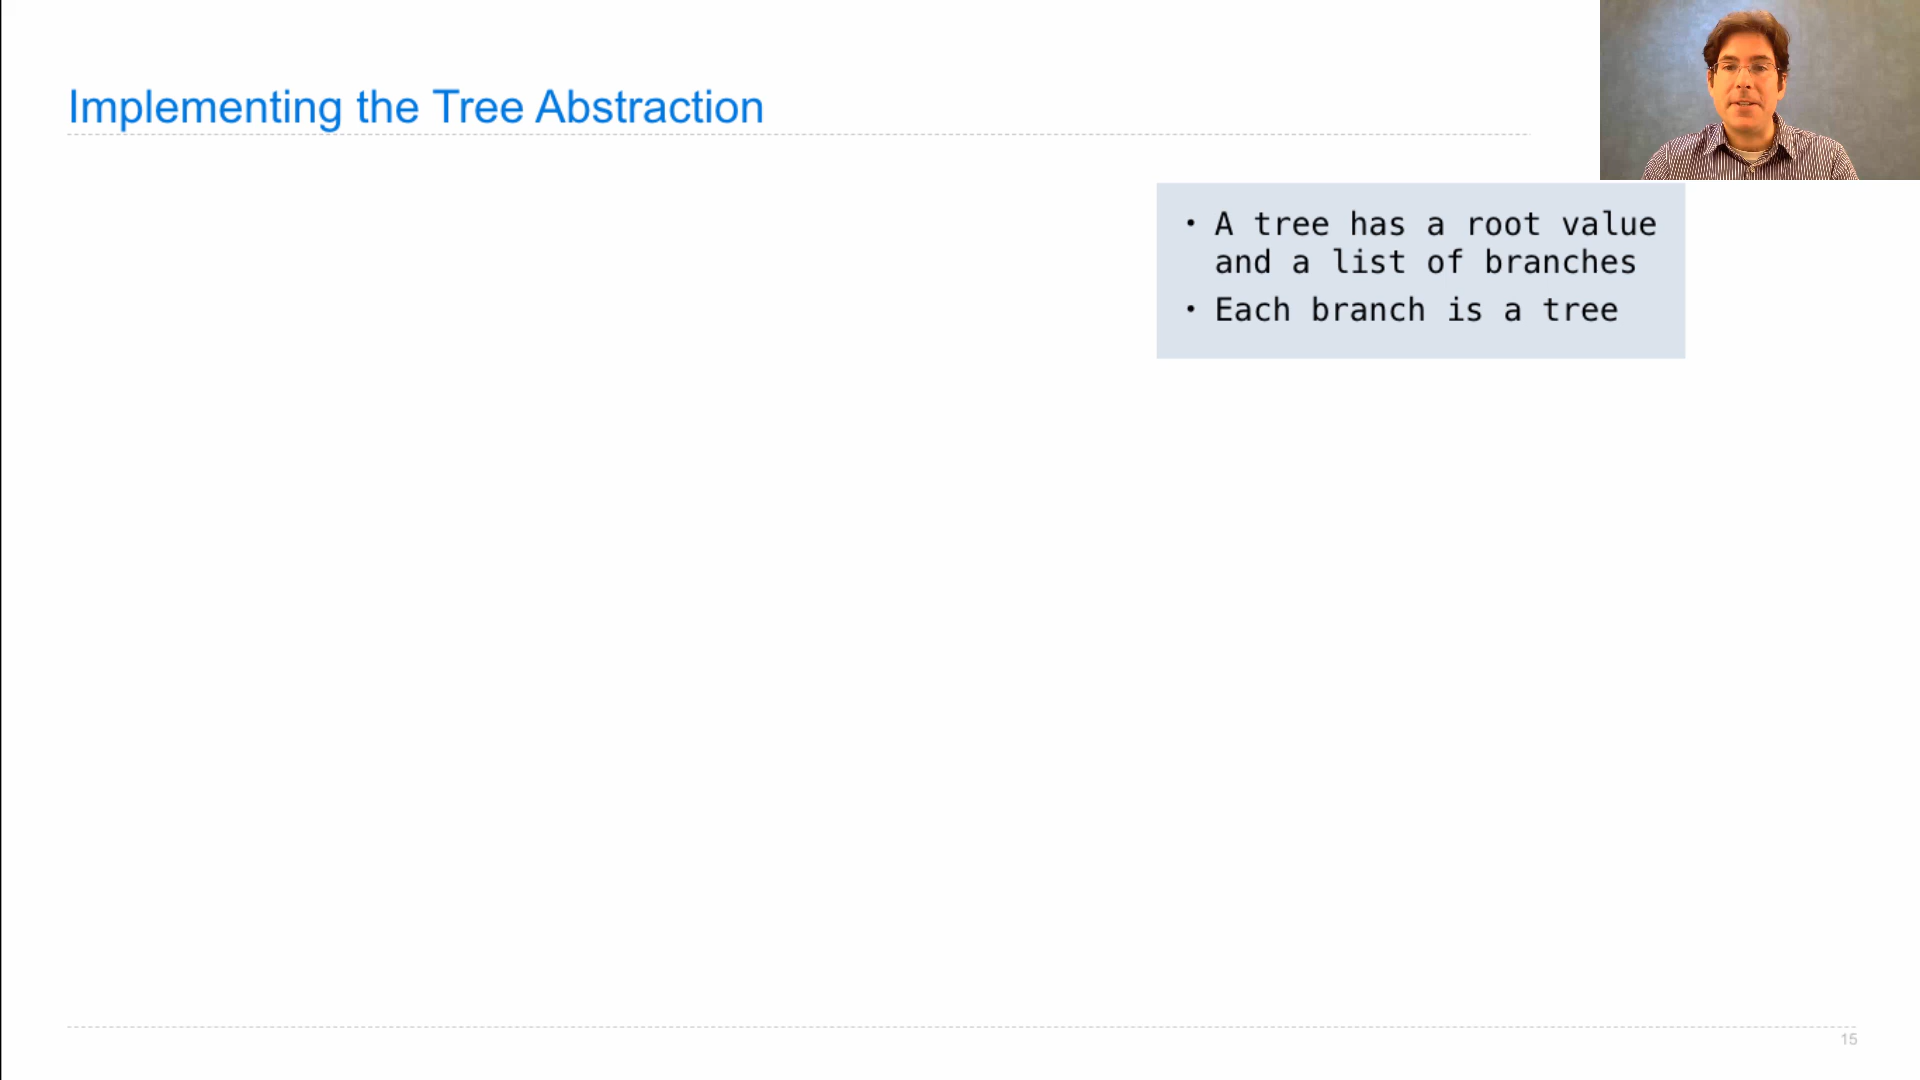 Implementing the Tree Abstraction
• A tree has a root value
and a list of branches
• Each branch is a tree
15